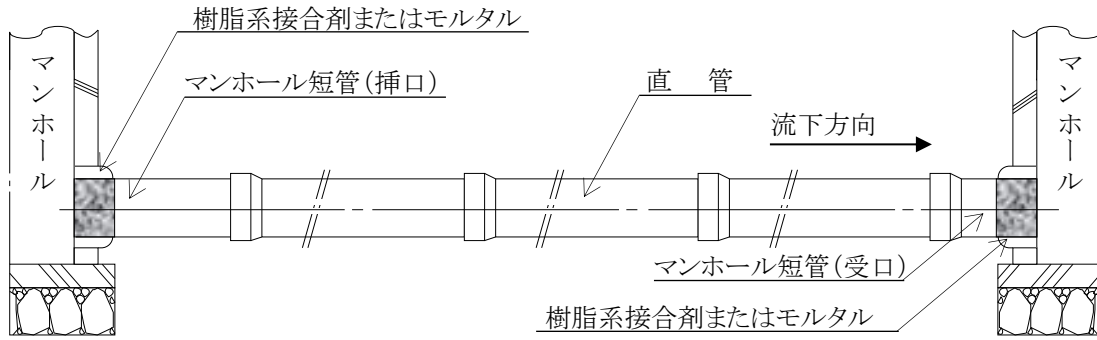 樹脂系接合剤またはモルタル
マンホール短管(挿口)
直　管
流下方向
マンホール
マンホール
マンホール短管(受口)
樹脂系接合剤またはモルタル